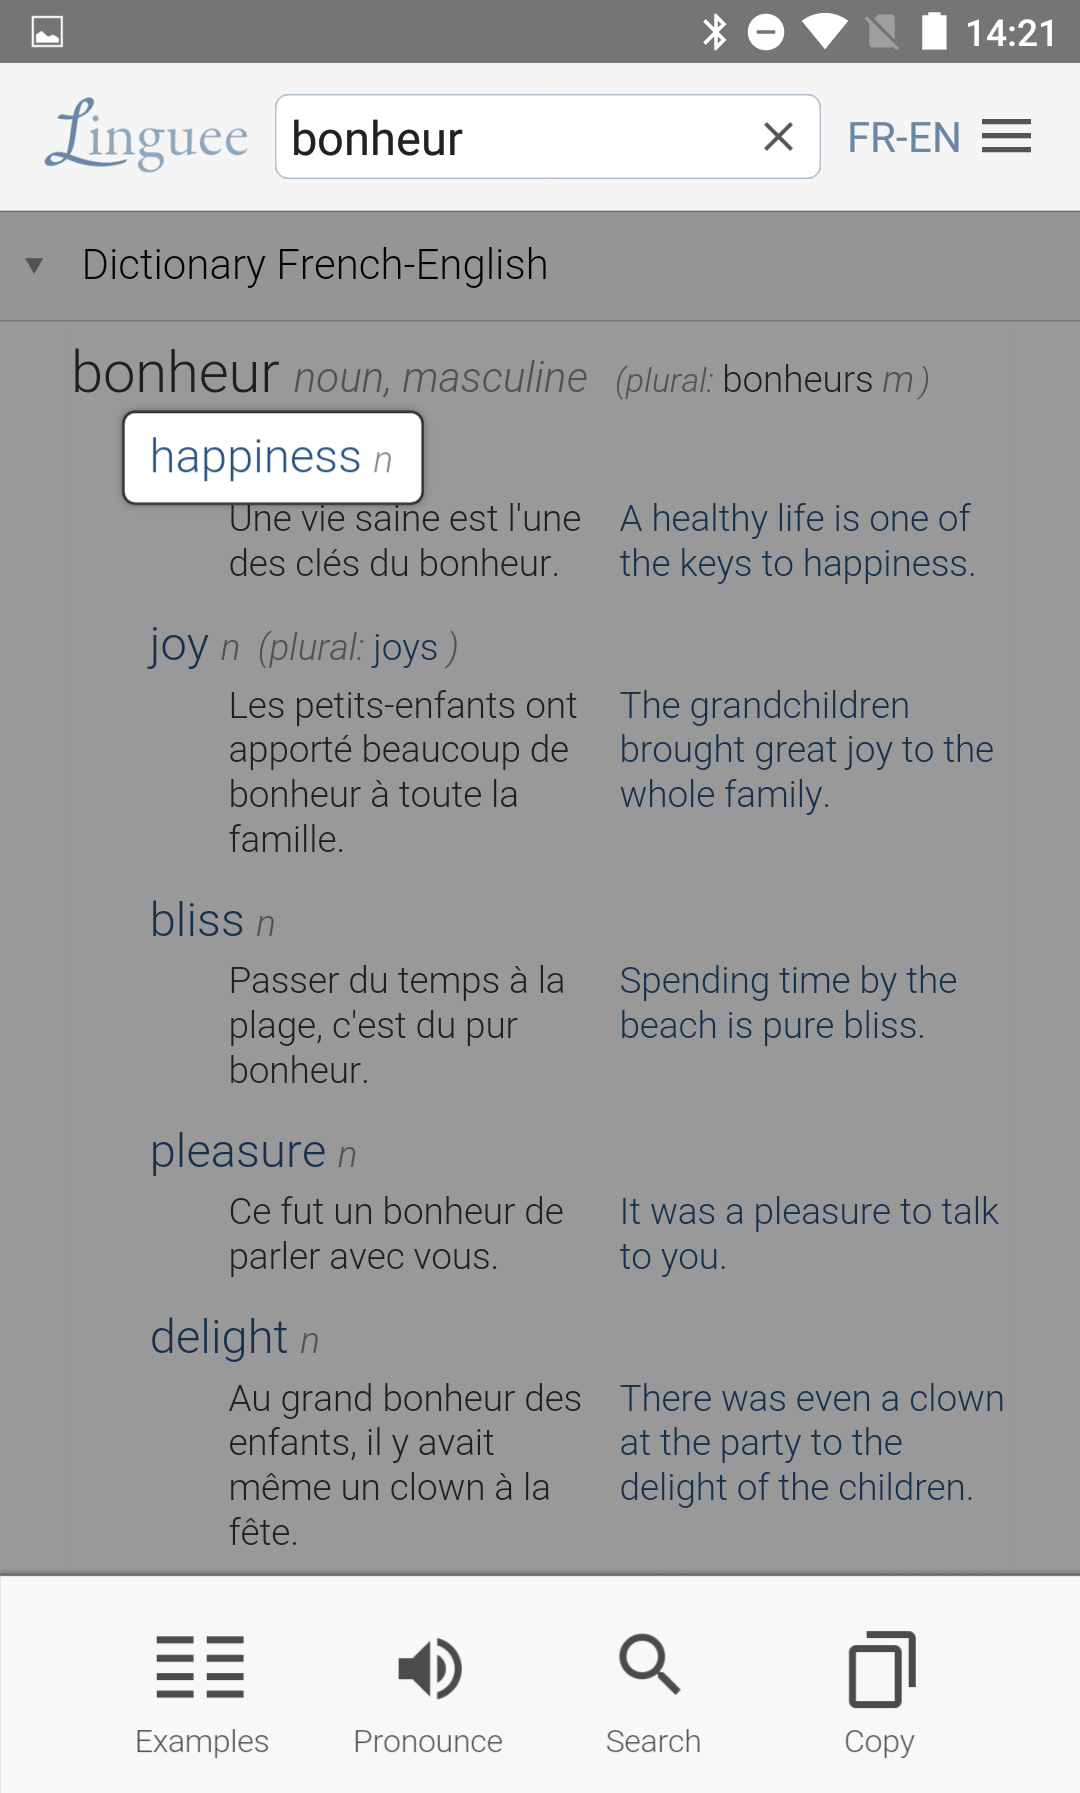 14:21
Linguee
bonheur
FR-EN
Dictionary French-English
bonheur noun, masculine (plural: bonheurs m )
happiness n
Une vie saine est l'une
des clés du bonheur.
A healthy life is one of
the keys to happiness.
joy n (plural: joys )
Les petits-enfants ont
apporté beaucoup de
bonheur à toute la
famille.
The grandchildren
brought great joy to the
whole family.
bliss n
Passer du temps à la
plage, c'est du pur
bonheur.
Spending time by the
beach is pure bliss.
pleasure n
Ce fut un bonheur de
parler avec vous.
It was a pleasure to talk
to you.
delight n
Au grand bonheur des
enfants, il y avait
même un clown à la
fête.
There was even a clown
at the party to the
delight of the children.
Examples
Pronounce
Search
Copy